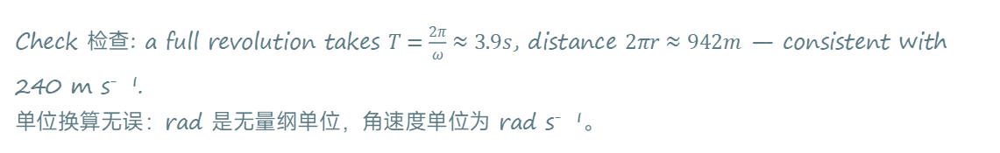 Check 检查: a full revolution takes T = 2π/ω ≈ 3.9s, distance 2πr ≈ 942m — consistent with
240 m s⁻ ¹.
单位换算无误：rad 是无量纲单位，角速度单位为 rad s⁻ ¹。